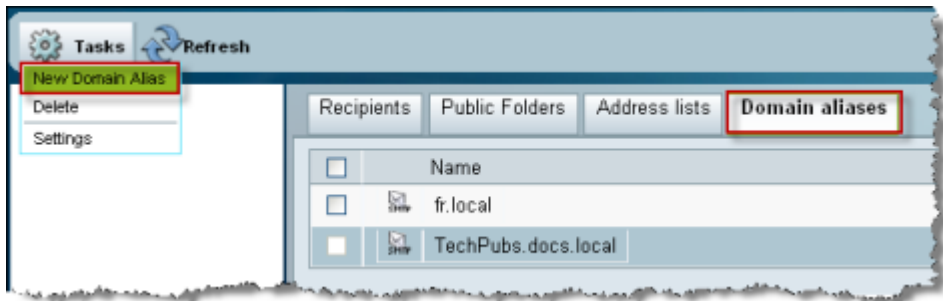 Tasks Refresh
New Domain Alias
Delete
Settings
Recipients Public Folders Address lists Domain aliases
Name
fr.local
TechPubs.docs.local